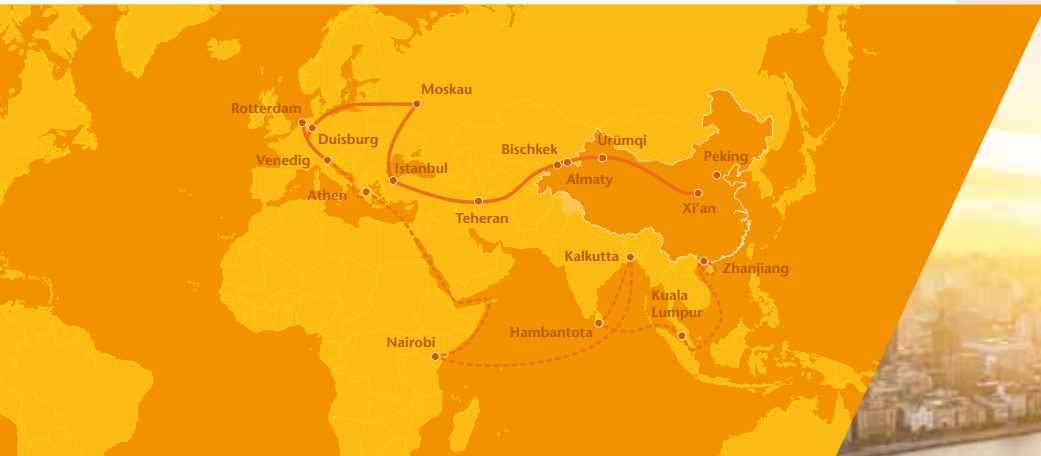 Moskau
Rotterdam
Duisburg
Venedig
Istanbul
Athen
Teheran
Bischkek
Ürümqi
Almaty
Peking
Xi’an
Kalkutta
Zhanjiang
Kuala
Lumpur
Hambantota
Nairobi